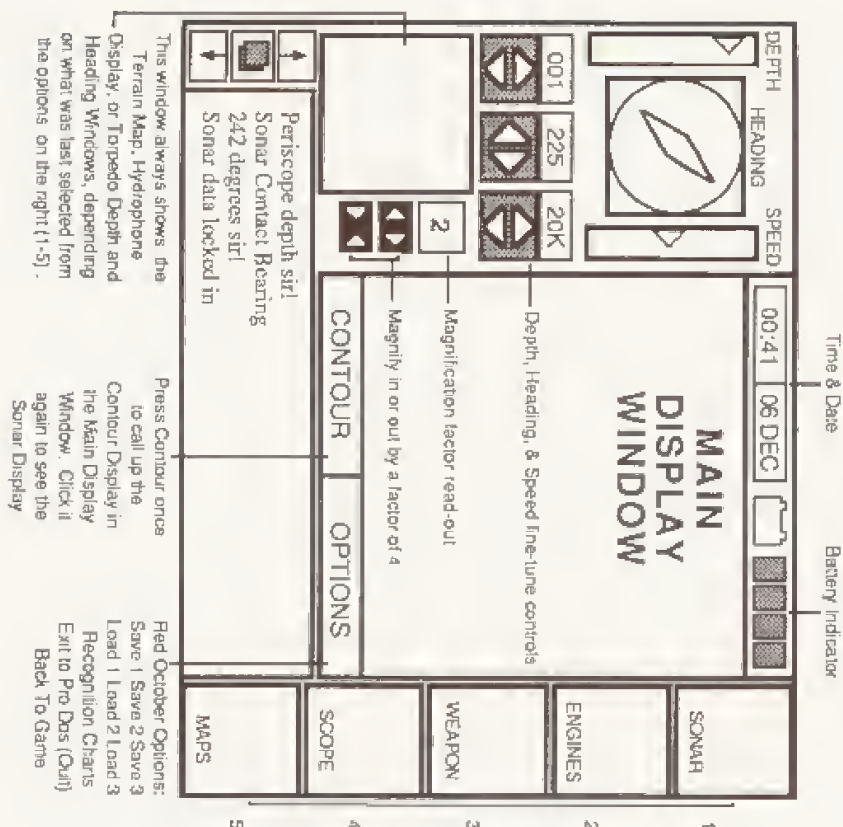 Time & Date
Battery Indicator
DEPTH
HEADING
SPEED
00:41
06 DEC
001
225
20K
MAIN
DISPLAY
WINDOW
Depth, Heading, & Speed fine-tune controls
2
Magnification factor read-out
Magnify in or out by a factor of 4
CONTOUR
OPTIONS
Periscope depth sir!
Sonar Contact Bearing
242 degrees sir!
Sonar data locked in
SONAR
ENGINES
WEAPON
SCOPE
MAPS
1
2
3
4
5
This window always shows the
Terrain Map, Hydrophone
Display, or Torpedo Depth and
Heading Windows, depending
on what was last selected from
the options on the right (1-5).
Press Contour once
to call up the
Contour Display in
the Main Display
Window. Click it
again to see the
Sonar Display
Red October Options:
Save 1 Save 2 Save 3
Load 1 Load 2 Load 3
Recognition Charts
Exit to Pro Dos (Quit)
Back To Game